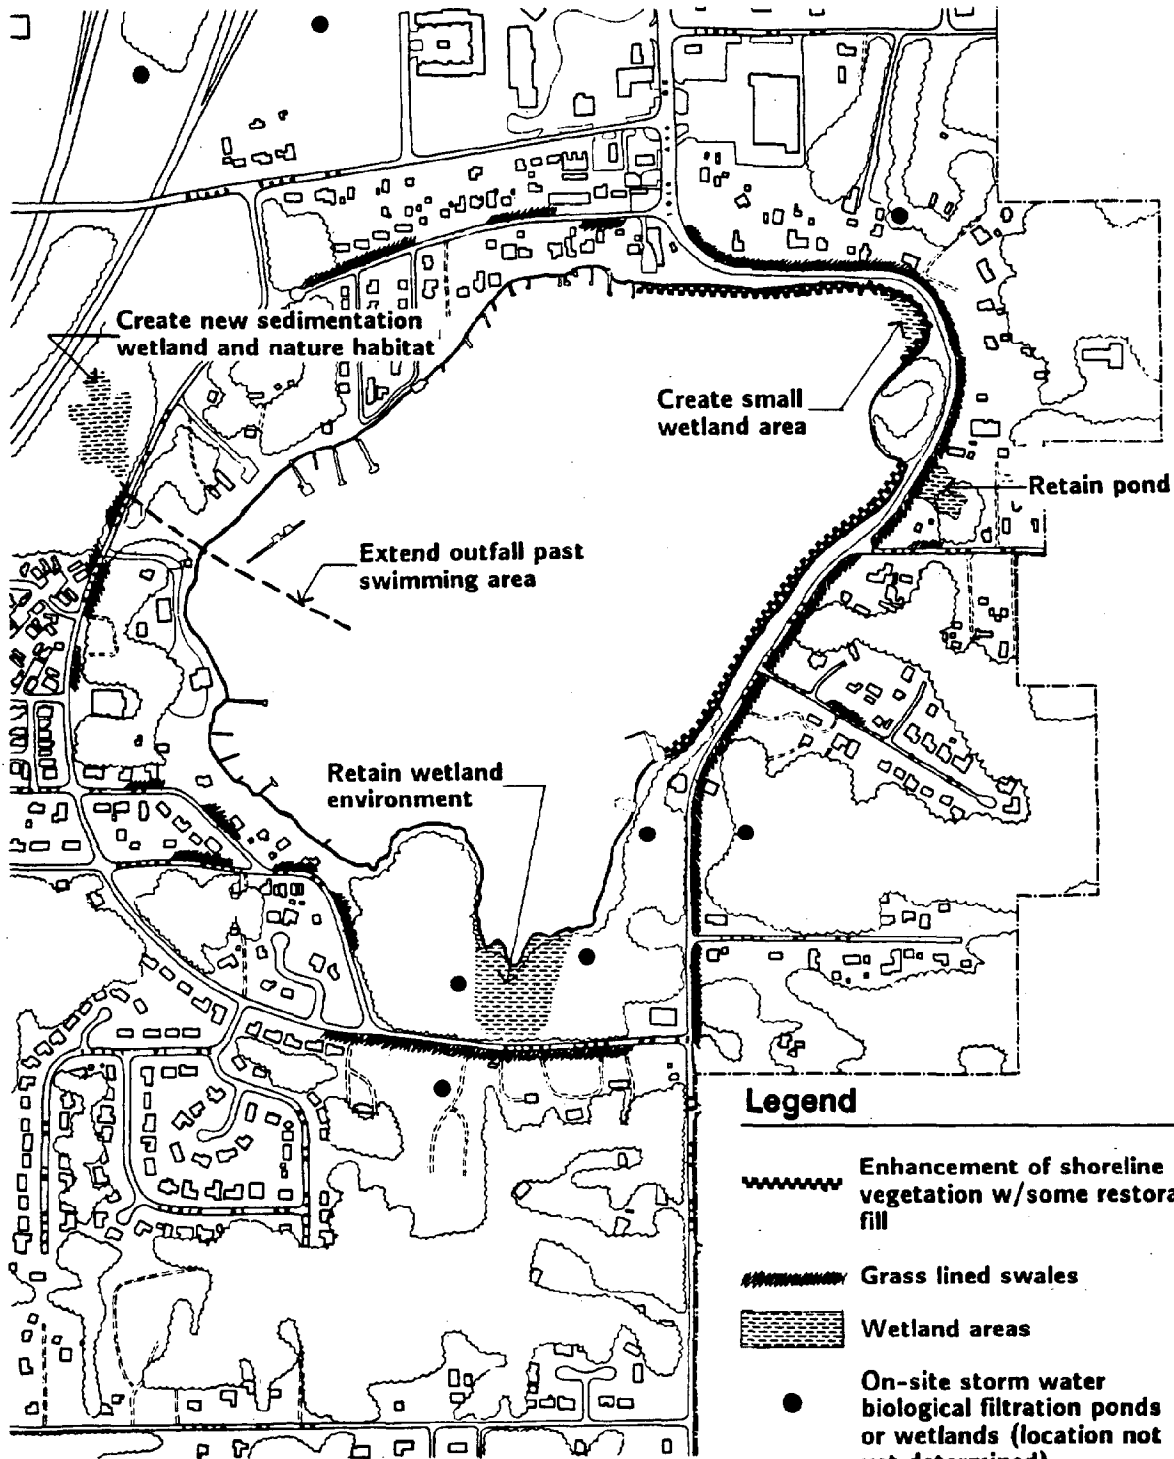 Create new sedimentation
wetland and nature habitat
Create small
wetland area
Retain pond
Extend outfall past
swimming area
Retain wetland
environment
Legend
Enhancement of shoreline
vegetation w/some restora
fill
Grass lined swales
Wetland areas
On-site storm water
biological filtration ponds
or wetlands (location not
yet determined)